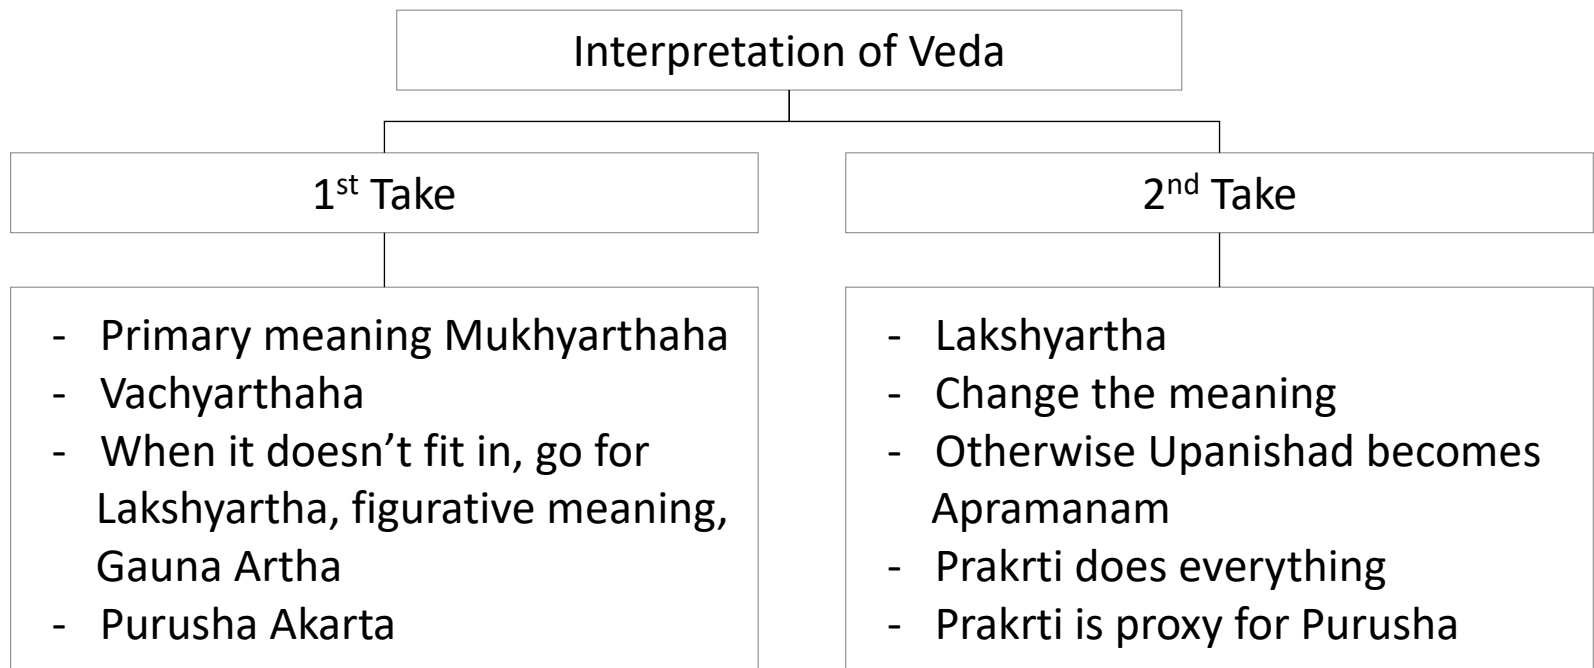 Interpretation of Veda
1st Take
- Primary meaning Mukhyarthaha
- Vachyarthaha
- When it doesn’t fit in, go for
Lakshyartha, figurative meaning,
Gauna Artha
- Purusha Akarta
2nd Take
- Lakshyartha
- Change the meaning
- Otherwise Upanishad becomes
Apramanam
- Prakrti does everything
- Prakrti is proxy for Purusha